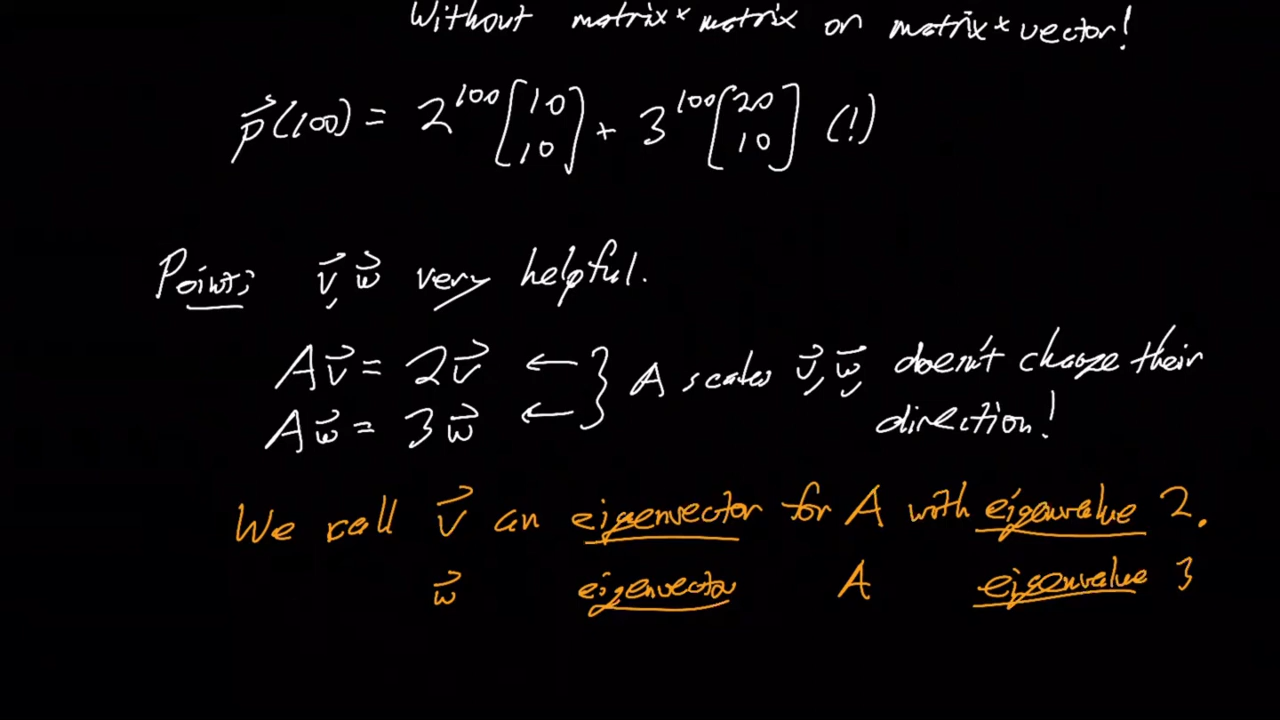 Without matrix × matrix or matrix × vector!
p⃗(100) = 2^100 [10 10] + 3^100 [20 10] (!)
Point: v⃗, w⃗ very helpful.
Av⃗ = 2v⃗ ← } A scales v⃗, w⃗, doesn't change their
Aw⃗ = 3w⃗ ← direction!
We call v⃗ an eigenvector for A with eigenvalue 2.
w⃗ eigenvector A eigenvalue 3